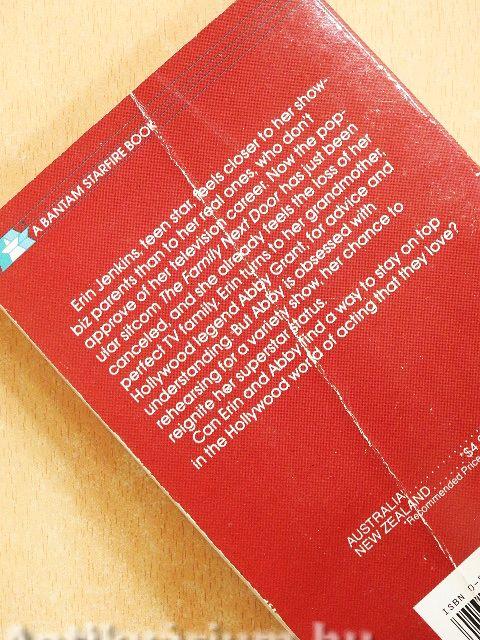 A BANTAM STARFIRE BOOK
Erin Jenkins, teen star, feels closer to her show-
biz parents than to her real ones, who don't
approve of her television career. Now the pop-
ular sitcom The Family Next Door has just been
canceled, and she already feels the loss of her
perfect TV family. Erin turns to her grandmother,
Hollywood legend Abby Grant, for advice and
understanding. But Abby is obsessed with
rehearsing for a variety show, her chance to
reignite her superstar status.
Can Erin and Abby find a way to stay on top
in the Hollywood world of acting that they love?
AUSTRALIA
NEW ZEALAND
Recommended Price
ISBN 0-